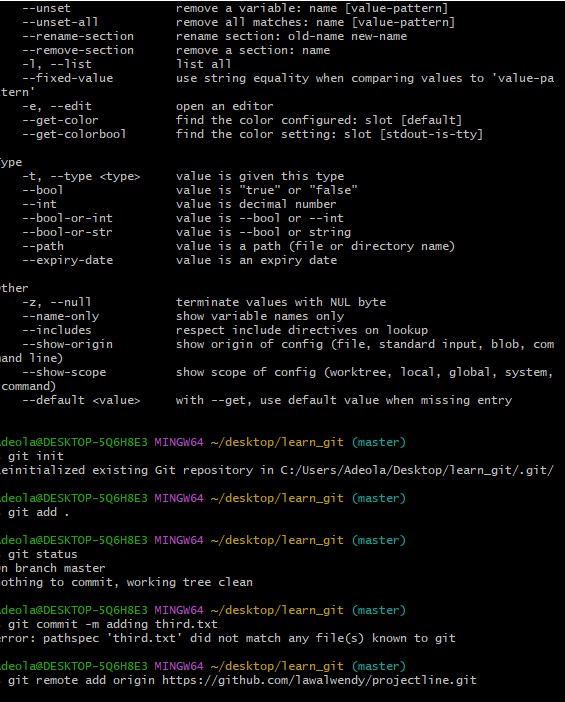 --unset remove a variable: name [value-pattern]
--unset-all remove all matches: name [value-pattern]
--rename-section rename section: old-name new-name
--remove-section remove a section: name
-l, --list list all
--fixed-value use string equality when comparing values to 'value-pa
tern'
-e, --edit open an editor
--get-color find the color configured: slot [default]
--get-colorbool find the color setting: slot [stdout-is-tty]
ype
-t, --type <type> value is given this type
--bool value is "true" or "false"
--int value is decimal number
--bool-or-int value is --bool or --int
--bool-or-str value is --bool or string
--path value is a path (file or directory name)
--expiry-date value is an expiry date
ther
-z, --null terminate values with NUL byte
--name-only show variable names only
--includes respect include directives on lookup
--show-origin show origin of config (file, standard input, blob, com
and line)
--show-scope show scope of config (worktree, local, global, system,
command)
--default <value> with --get, use default value when missing entry
deola@DESKTOP-5Q6H8E3 MINGW64 ~/desktop/learn_git (master)
git init
einitialized existing Git repository in C:/Users/Adeola/Desktop/learn_git/.git/
deola@DESKTOP-5Q6H8E3 MINGW64 ~/desktop/learn_git (master)
git add .
deola@DESKTOP-5Q6H8E3 MINGW64 ~/desktop/learn_git (master)
git status
n branch master
othing to commit, working tree clean
deola@DESKTOP-5Q6H8E3 MINGW64 ~/desktop/learn_git (master)
git commit -m adding third.txt
rror: pathspec 'third.txt' did not match any file(s) known to git
deola@DESKTOP-5Q6H8E3 MINGW64 ~/desktop/learn_git (master)
git remote add origin https://github.com/lawalwendy/projectline.git